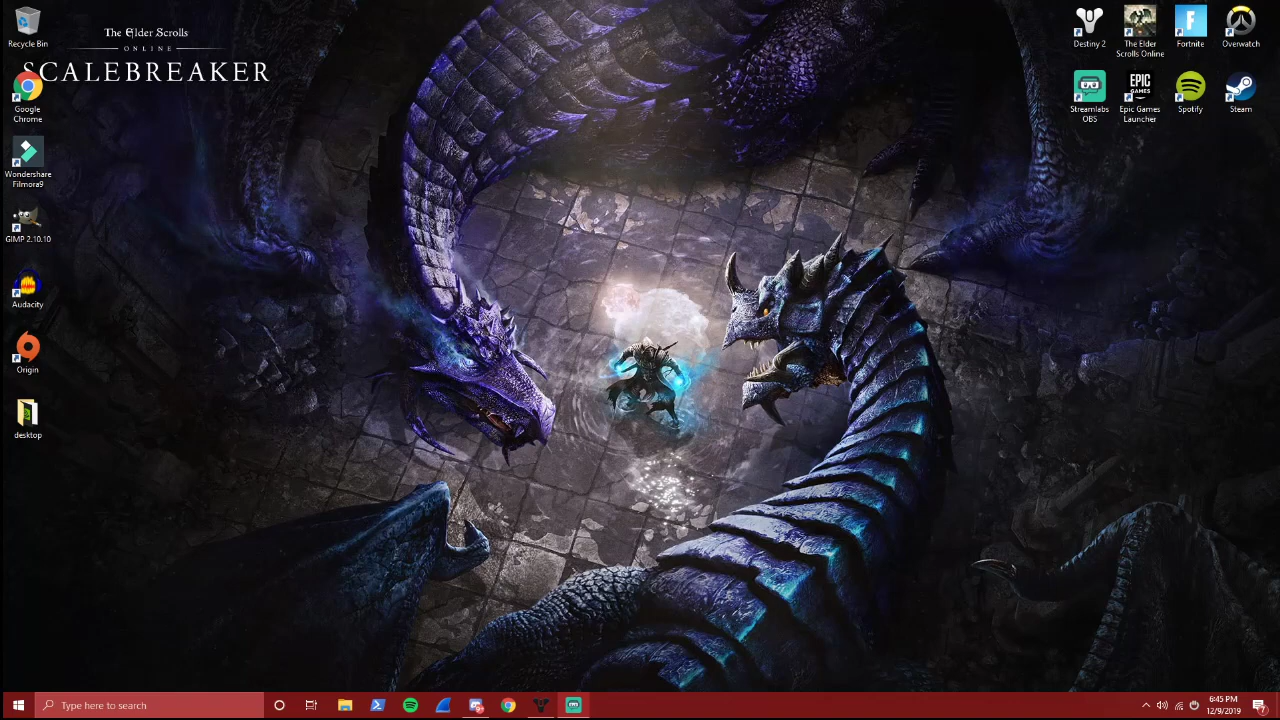 Recycle Bin
The Elder Scrolls
ONLINE
SCALEBREAKER
Google
Chrome
Wondershare
Filmora9
GIMP 2.10.10
Audacity
Origin
desktop
Destiny 2
The Elder
Scrolls Online
Fortnite
Overwatch
Streamlabs
OBS
EPIC
GAMES
Epic Games
Launcher
Spotify
Steam
Type here to search
6:45 PM
12/9/2019